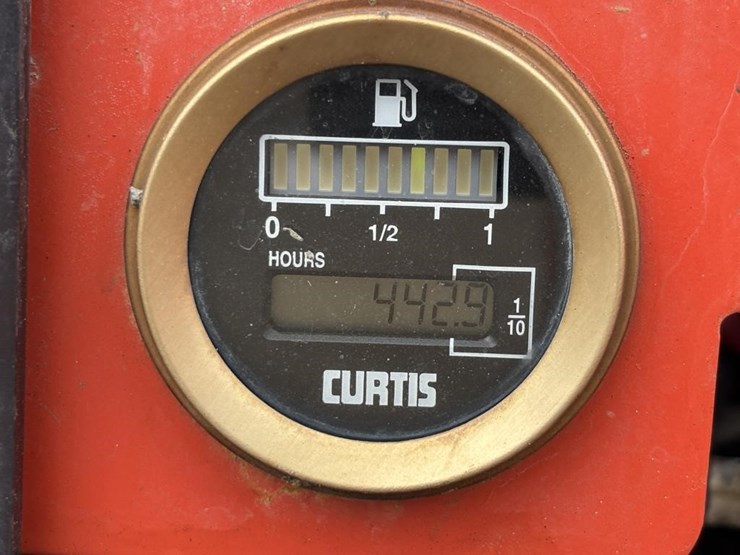 0 1/2 1
HOURS
442.9 1/10
CURTIS